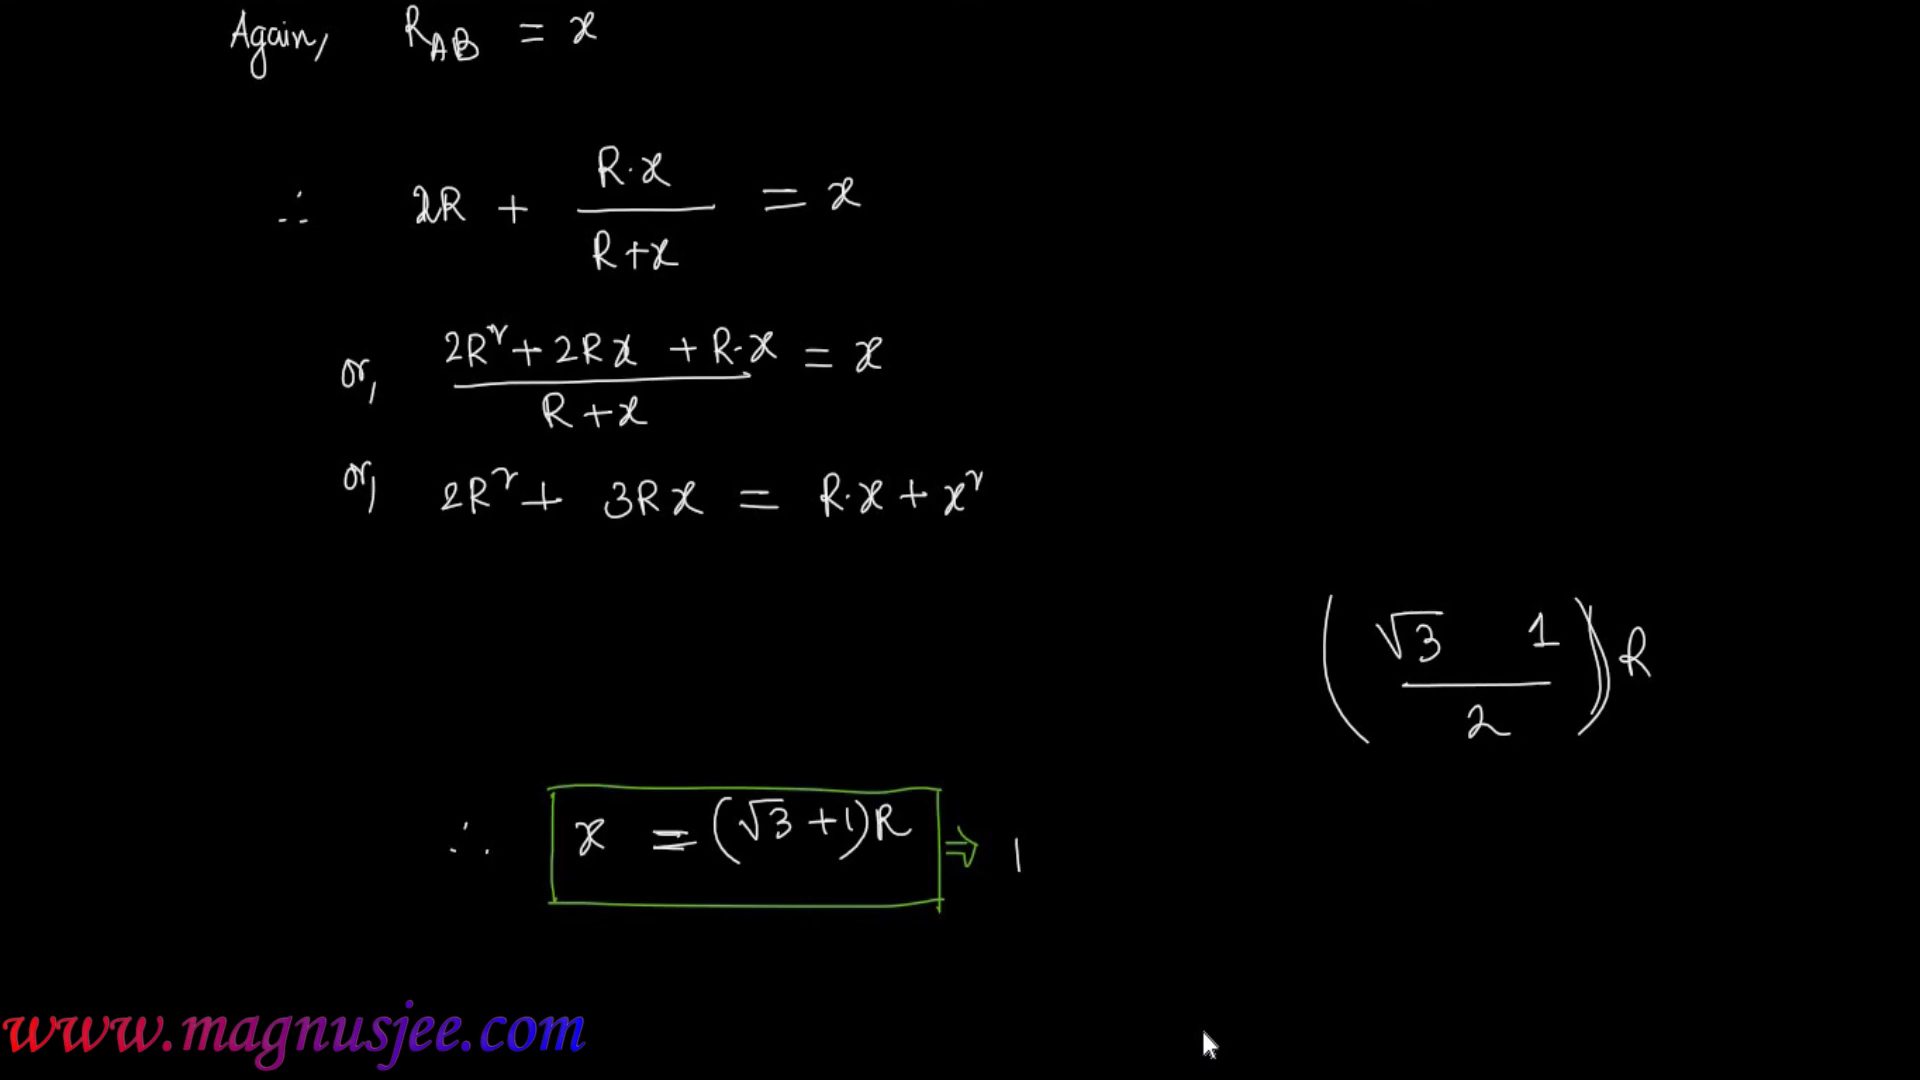 Again, R_AB = x
∴ 2R + R·x / R+x = x
or, 2R² + 2Rx + R·x / R+x = x
or, 2R² + 3Rx = R·x + x²
(√3 1 / 2) R
∴ x = (√3 + 1)R ⇒ 1
www.magnusjee.com